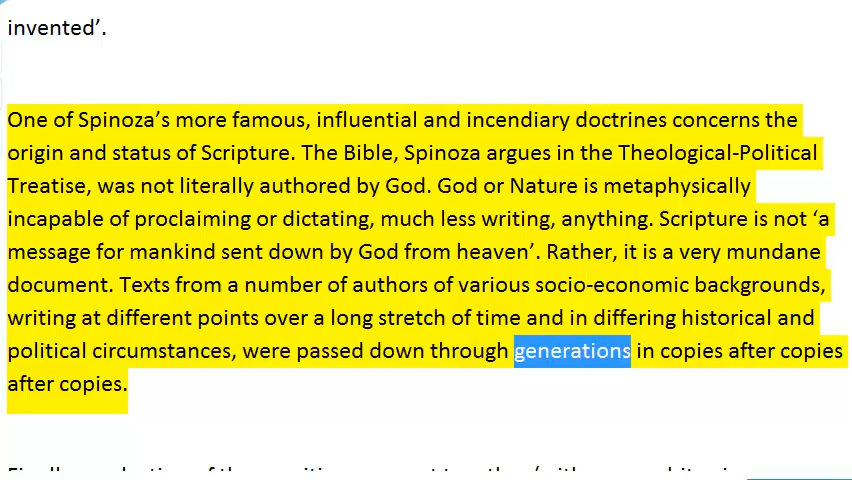 invented’.
One of Spinoza’s more famous, influential and incendiary doctrines concerns the
origin and status of Scripture. The Bible, Spinoza argues in the Theological-Political
Treatise, was not literally authored by God. God or Nature is metaphysically
incapable of proclaiming or dictating, much less writing, anything. Scripture is not ‘a
message for mankind sent down by God from heaven’. Rather, it is a very mundane
document. Texts from a number of authors of various socio-economic backgrounds,
writing at different points over a long stretch of time and in differing historical and
political circumstances, were passed down through generations in copies after copies
after copies.